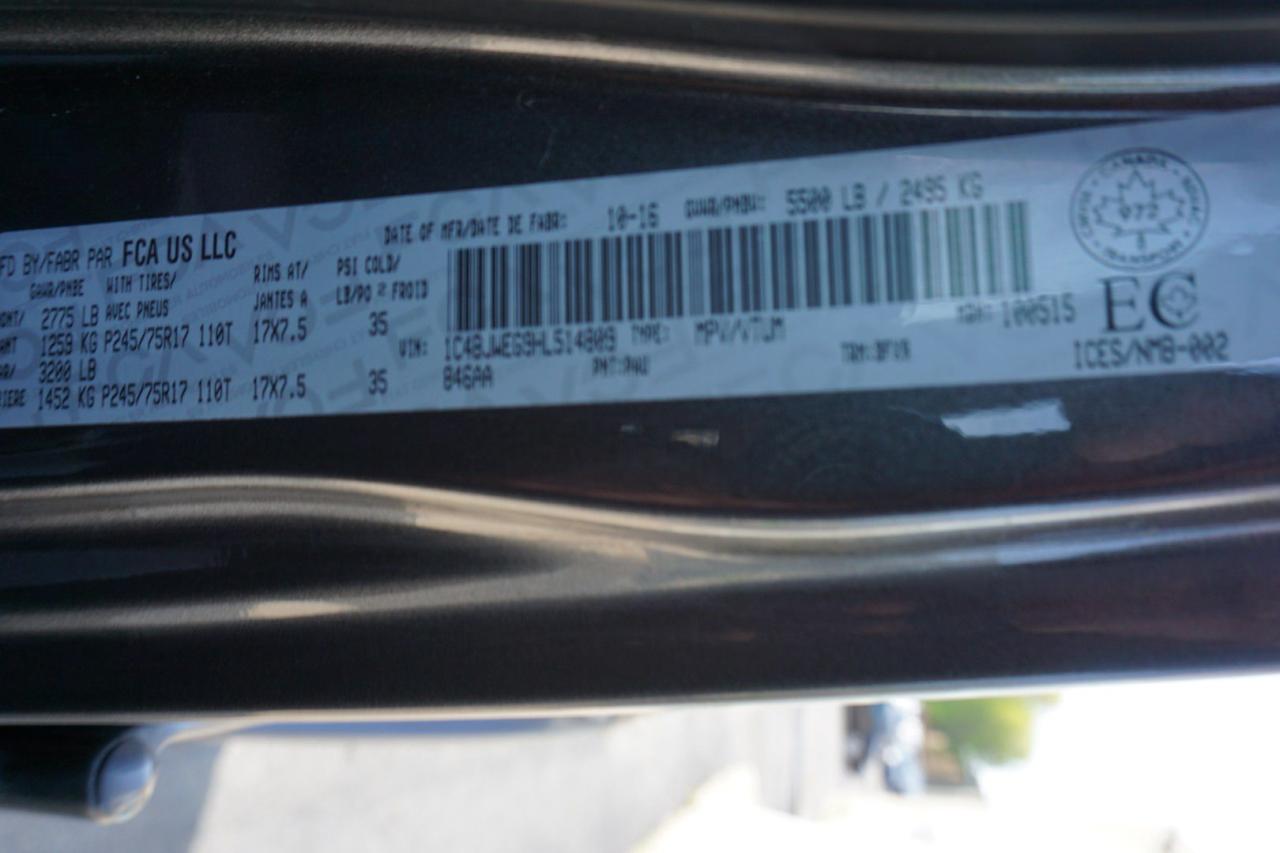 FD BY/FABR PAR FCA US LLC
DATE OF MFR/DATE DE FABR: 10-16 GVWR/PNBV: 5500 LB / 2495 KG
GAWR/PNBE WITH TIRES/ RIMS AT/ PSI COLD/
2775 LB AVEC PNEUS JANTES A LB/PO² FROID
1259 KG P245/75R17 110T 17X7.5 35
3200 LB
IERE 1452 KG P245/75R17 110T 17X7.5 35
VIN: 1C4BJWEG9HL514809 TYPE: MPV/VTUM
846AA
100515
CANADA
TRANSPORT
EC
ICES/NMB-002